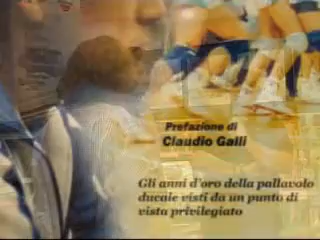 Prefazione di
Claudio Galli
Gli anni d'oro della pallavolo
ducale visti da un punto di
vista privilegiato